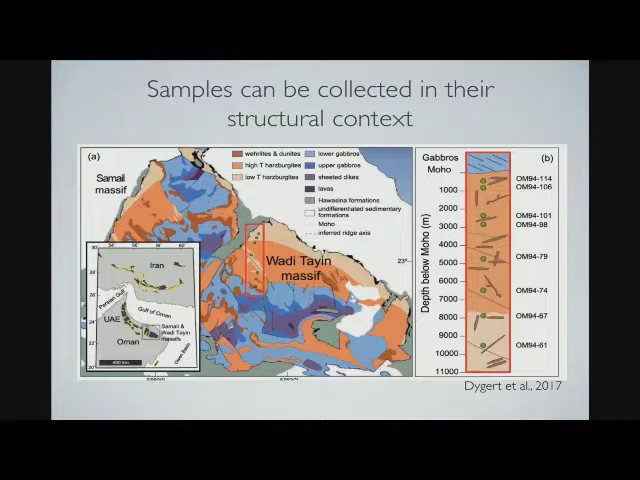 Samples can be collected in their
structural context
(a)
Samail
massif
wehrlites & dunites
high T harzburgites
low T harzburgites
lower gabbros
upper gabbros
sheeted dikes
lavas
Hawasina formations
undifferentiated sedimentary
formations
Moho
inferred ridge axis
Wadi Tayin
massif
23°
Iran
Persian Gulf
Gulf of Oman
UAE
Oman
Samail &
Wadi Tayin
massifs
(b)
Gabbros
Moho
1000
2000
3000
4000
5000
6000
7000
8000
9000
10000
11000
Depth below Moho (m)
OM94-114
OM94-106
OM94-101
OM94-98
OM94-79
OM94-74
OM94-67
OM94-61
Dygert et al., 2017